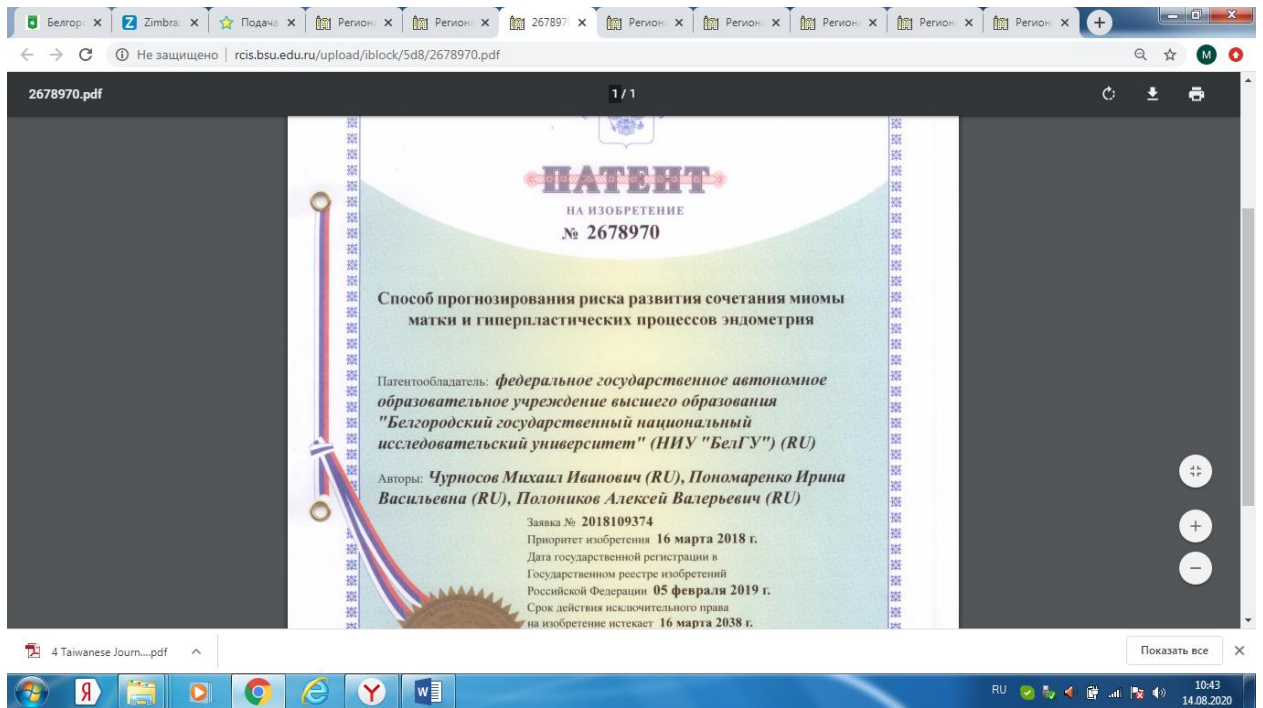 Белгоро
Zimbra:
Подача
Регион
Регион
267897
Регион
Регион
Регион
Регион
Регион
Не защищено | rcis.bsu.edu.ru/upload/iblock/5d8/2678970.pdf
М
2678970.pdf
1 / 1
ПАТЕНТ
НА ИЗОБРЕТЕНИЕ
№ 2678970
Способ прогнозирования риска развития сочетания миомы
матки и гиперпластических процессов эндометрия
Патентообладатель: федеральное государственное автономное
образовательное учреждение высшего образования
"Белгородский государственный национальный
исследовательский университет" (НИУ "БелГУ") (RU)
Авторы: Чурносов Михаил Иванович (RU), Пономаренко Ирина
Васильевна (RU), Полоников Алексей Валерьевич (RU)
Заявка № 2018109374
Приоритет изобретения 16 марта 2018 г.
Дата государственной регистрации в
Государственном реестре изобретений
Российской Федерации 05 февраля 2019 г.
Срок действия исключительного права
на изобретение истекает 16 марта 2038 г.
4 Taiwanese Journ....pdf
Показать все
RU
10:43
14.08.2020